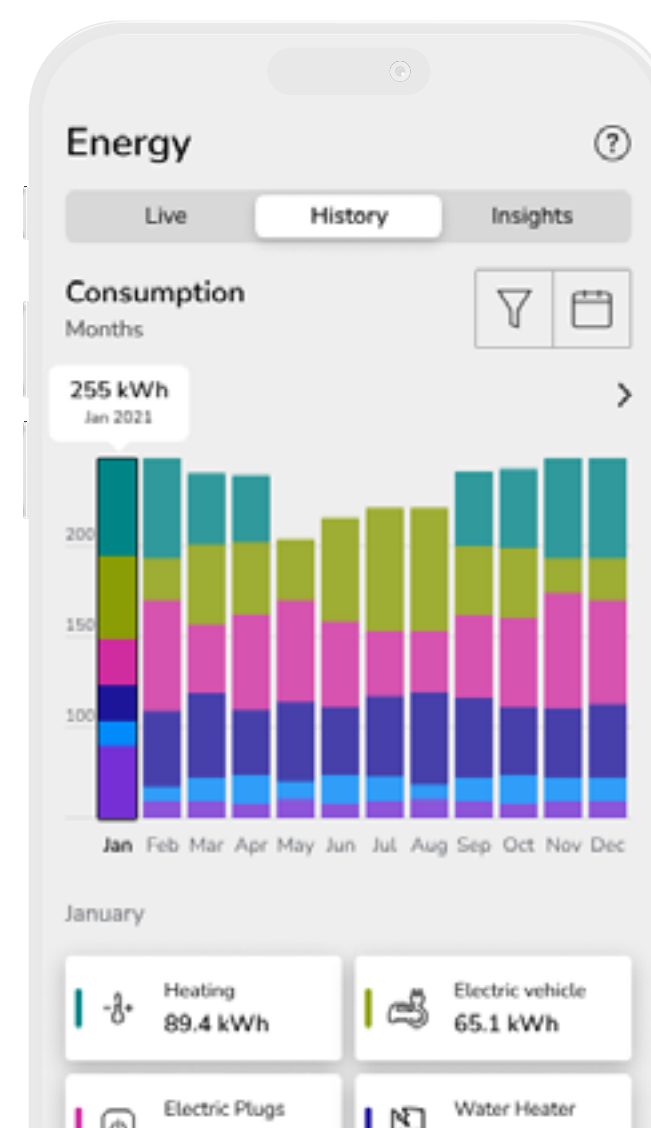 Energy
?
Live History Insights
Consumption
Months
255 kWh
Jan 2021
200
150
100
Jan Feb Mar Apr May Jun Jul Aug Sep Oct Nov Dec
January
Heating
89.4 kWh
Electric vehicle
65.1 kWh
Electric Plugs
Water Heater